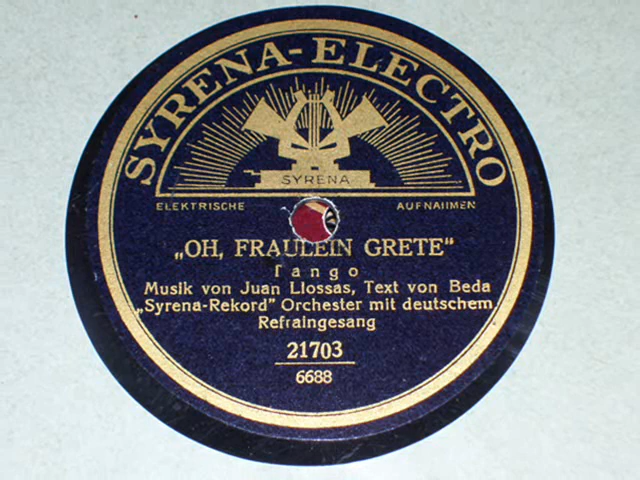 SYRENA-ELECTRO
SYRENA
ELEKTRISCHE AUFNAHMEN
„OH, FRAULEIN GRETE"
Tango
Musik von Juan Llossas, Text von Beda
„Syrena-Rekord" Orchester mit deutschem
Refraingesang
21703
6688